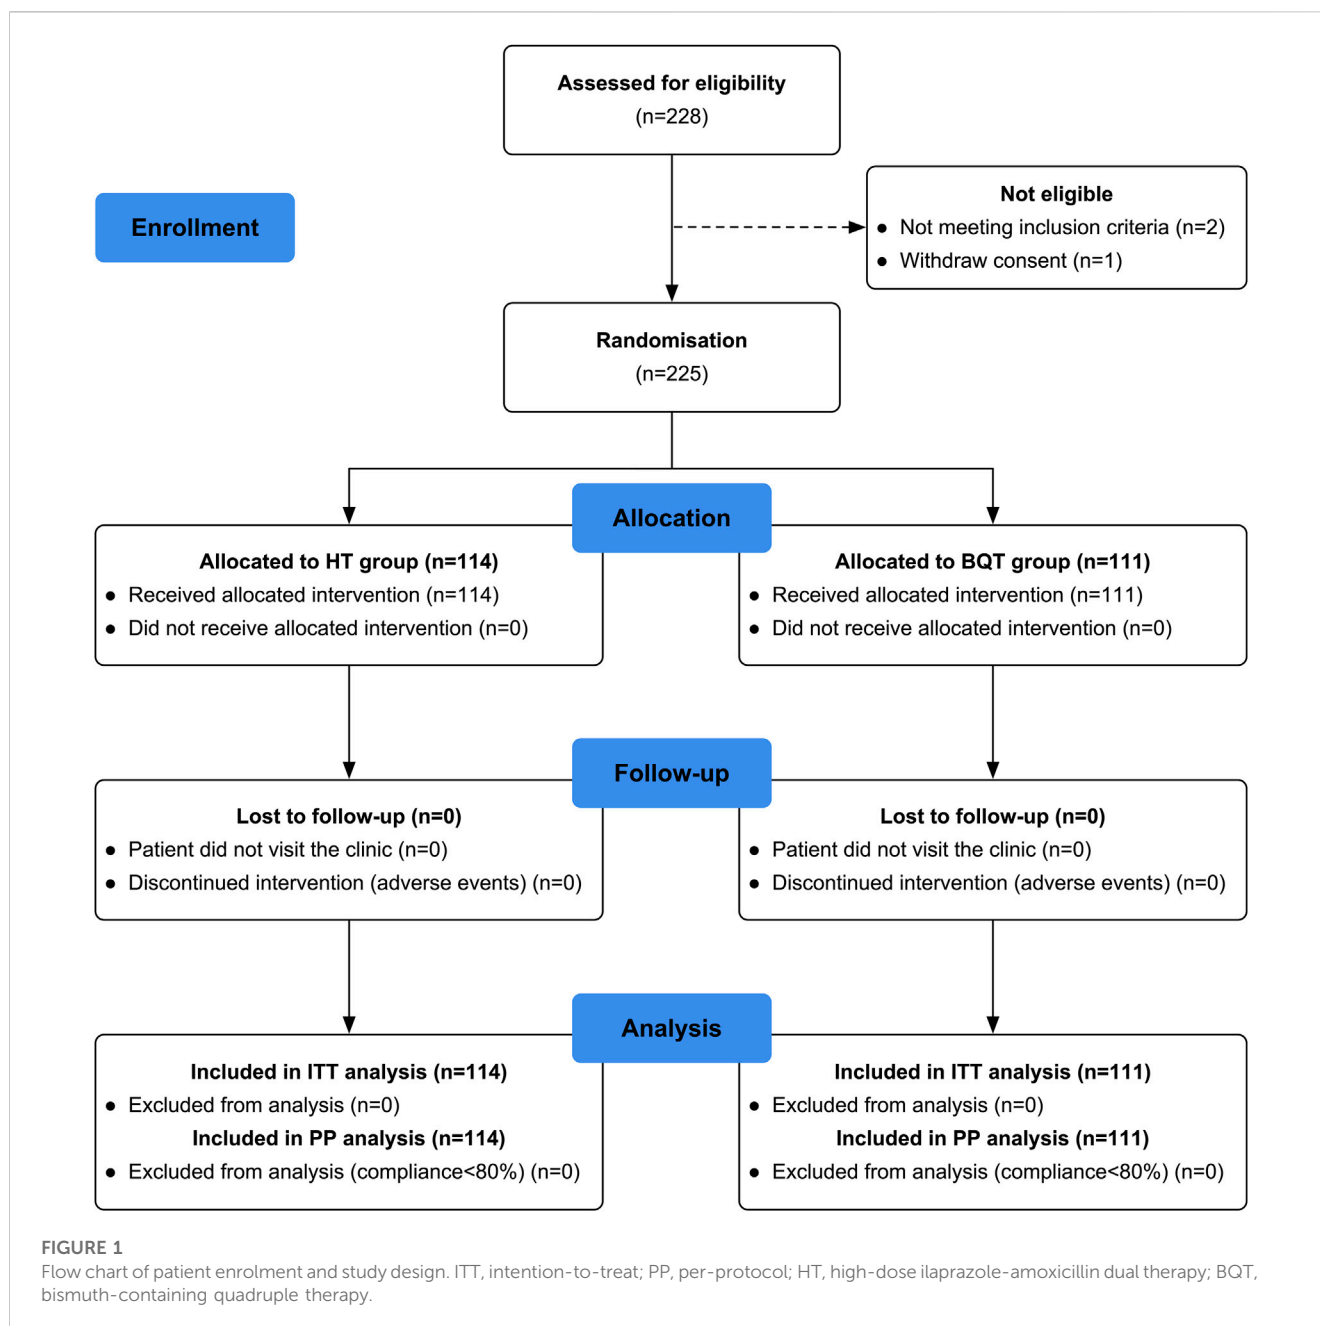 Assessed for eligibility
(n=228)
Enrollment
Not eligible
● Not meeting inclusion criteria (n=2)
● Withdraw consent (n=1)
Randomisation
(n=225)
Allocation
Allocated to HT group (n=114)
● Received allocated intervention (n=114)
● Did not receive allocated intervention (n=0)
Allocated to BQT group (n=111)
● Received allocated intervention (n=111)
● Did not receive allocated intervention (n=0)
Follow-up
Lost to follow-up (n=0)
● Patient did not visit the clinic (n=0)
● Discontinued intervention (adverse events) (n=0)
Lost to follow-up (n=0)
● Patient did not visit the clinic (n=0)
● Discontinued intervention (adverse events) (n=0)
Analysis
Included in ITT analysis (n=114)
● Excluded from analysis (n=0)
Included in PP analysis (n=114)
● Excluded from analysis (compliance<80%) (n=0)
Included in ITT analysis (n=111)
● Excluded from analysis (n=0)
Included in PP analysis (n=111)
● Excluded from analysis (compliance<80%) (n=0)
FIGURE 1
Flow chart of patient enrolment and study design. ITT, intention-to-treat; PP, per-protocol; HT, high-dose ilaprazole-amoxicillin dual therapy; BQT,
bismuth-containing quadruple therapy.